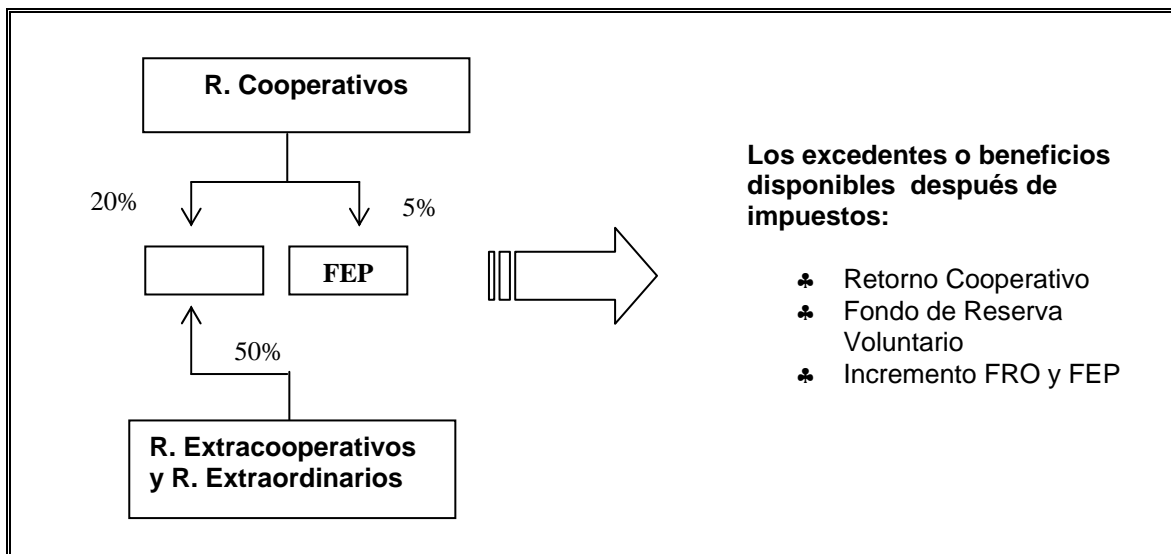 R. Cooperativos
20%
5%
FEP
50%
R. Extracooperativos
y R. Extraordinarios
Los excedentes o beneficios
disponibles después de
impuestos:
♣ Retorno Cooperativo
♣ Fondo de Reserva
Voluntario
♣ Incremento FRO y FEP